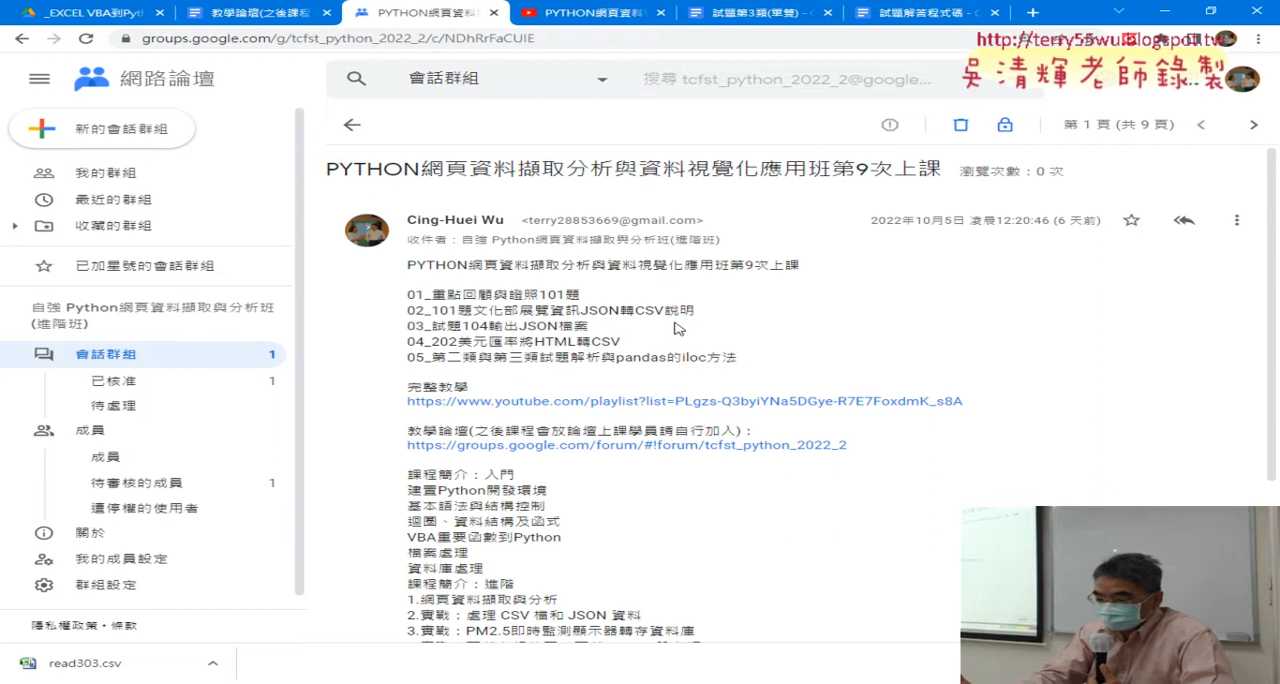 _EXCEL VBA到Pyt
教學論壇(之後課程
PYTHON網頁資料
PYTHON網頁資料
試題第3類(單雙) - G
試題解答程式碼 - G
groups.google.com/g/tcfst_python_2022_2/c/NDhRrFaCUIE
http://terry55wu.blogspot.tw
吳清輝老師錄製
網路論壇
會話群組
搜尋 tcfst_python_2022_2@google...
新的會話群組
第 1 頁 (共 9 頁)
我的群組
最近的群組
收藏的群組
已加星號的會話群組
自強 Python網頁資料擷取與分析班
(進階班)
會話群組 1
已核准 1
待處理
成員
成員
待審核的成員 1
遭停權的使用者
關於
我的成員設定
群組設定
隱私權政策・條款
PYTHON網頁資料擷取分析與資料視覺化應用班第9次上課
瀏覽次數：0 次
Cing-Huei Wu <terry28853669@gmail.com>
2022年10月5日 凌晨12:20:46 (6 天前)
收件者：自強 Python網頁資料擷取與分析班(進階班)
PYTHON網頁資料擷取分析與資料視覺化應用班第9次上課
01_重點回顧與證照101題
02_101題文化部展覽資訊JSON轉CSV說明
03_試題104輸出JSON檔案
04_202美元匯率將HTML轉CSV
05_第二類與第三類試題解析與pandas的iloc方法
完整教學
https://www.youtube.com/playlist?list=PLgzs-Q3byiYNa5DGye-R7E7FoxdmK_s8A
教學論壇(之後課程會放論壇上課學員請自行加入)：
https://groups.google.com/forum/#!forum/tcfst_python_2022_2
課程簡介：入門
建置Python開發環境
基本語法與結構控制
迴圈、資料結構及函式
VBA重要函數到Python
檔案處理
資料庫處理
課程簡介：進階
1.網頁資料擷取與分析
2.實戰：處理 CSV 檔和 JSON 資料
3.實戰：PM2.5即時監測顯示器轉存資料庫
read303.csv